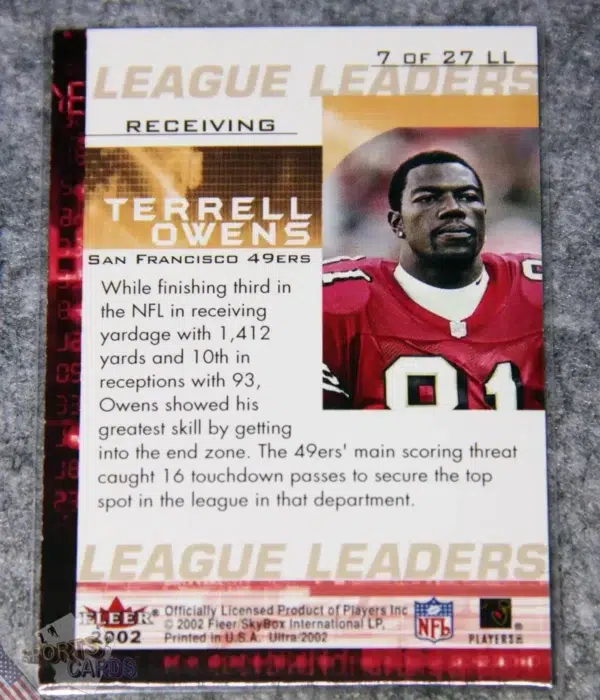 7 OF 27 LL
LEAGUE LEADERS
RECEIVING
TERRELL
OWENS
SAN FRANCISCO 49ERS
While finishing third in
the NFL in receiving
yardage with 1,412
yards and 10th in
receptions with 93,
Owens showed his
greatest skill by getting
into the end zone. The 49ers' main scoring threat
caught 16 touchdown passes to secure the top
spot in the league in that department.
81
LEAGUE LEADERS
FLEER®
2002
Officially Licensed Product of Players Inc
© 2002 Fleer/SkyBox International LP,
Printed in U.S.A. Ultra 2002
NFL
PLAYERS
SPORTSY
CARDS